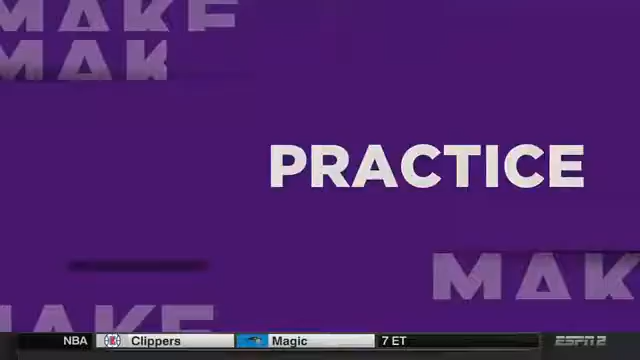 MAKE
MAK
PRACTICE
MAK
MAKE
NBA Clippers Magic 7 ET ESPN2